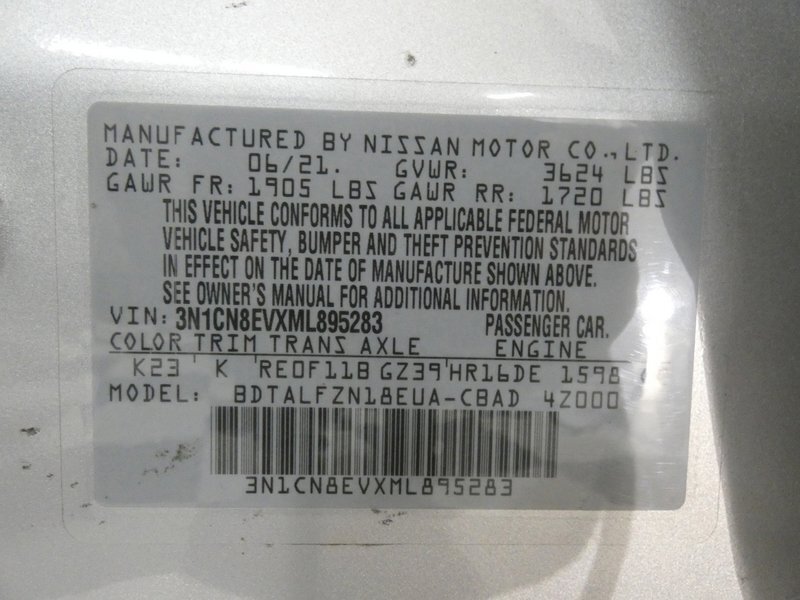 MANUFACTURED BY NISSAN MOTOR CO., LTD.
DATE: 06/21. GVWR: 3624 LBS
GAWR FR: 1905 LBS GAWR RR: 1720 LBS
THIS VEHICLE CONFORMS TO ALL APPLICABLE FEDERAL MOTOR
VEHICLE SAFETY, BUMPER AND THEFT PREVENTION STANDARDS
IN EFFECT ON THE DATE OF MANUFACTURE SHOWN ABOVE.
SEE OWNER'S MANUAL FOR ADDITIONAL INFORMATION.
VIN: 3N1CN8EVXML895283 PASSENGER CAR.
COLOR TRIM TRANS AXLE ENGINE
K23 K RE0F11B GZ39 HR16DE 1598
MODEL: BDTALFZN18EUA-CBAD 4Z000
3N1CN8EVXML895283